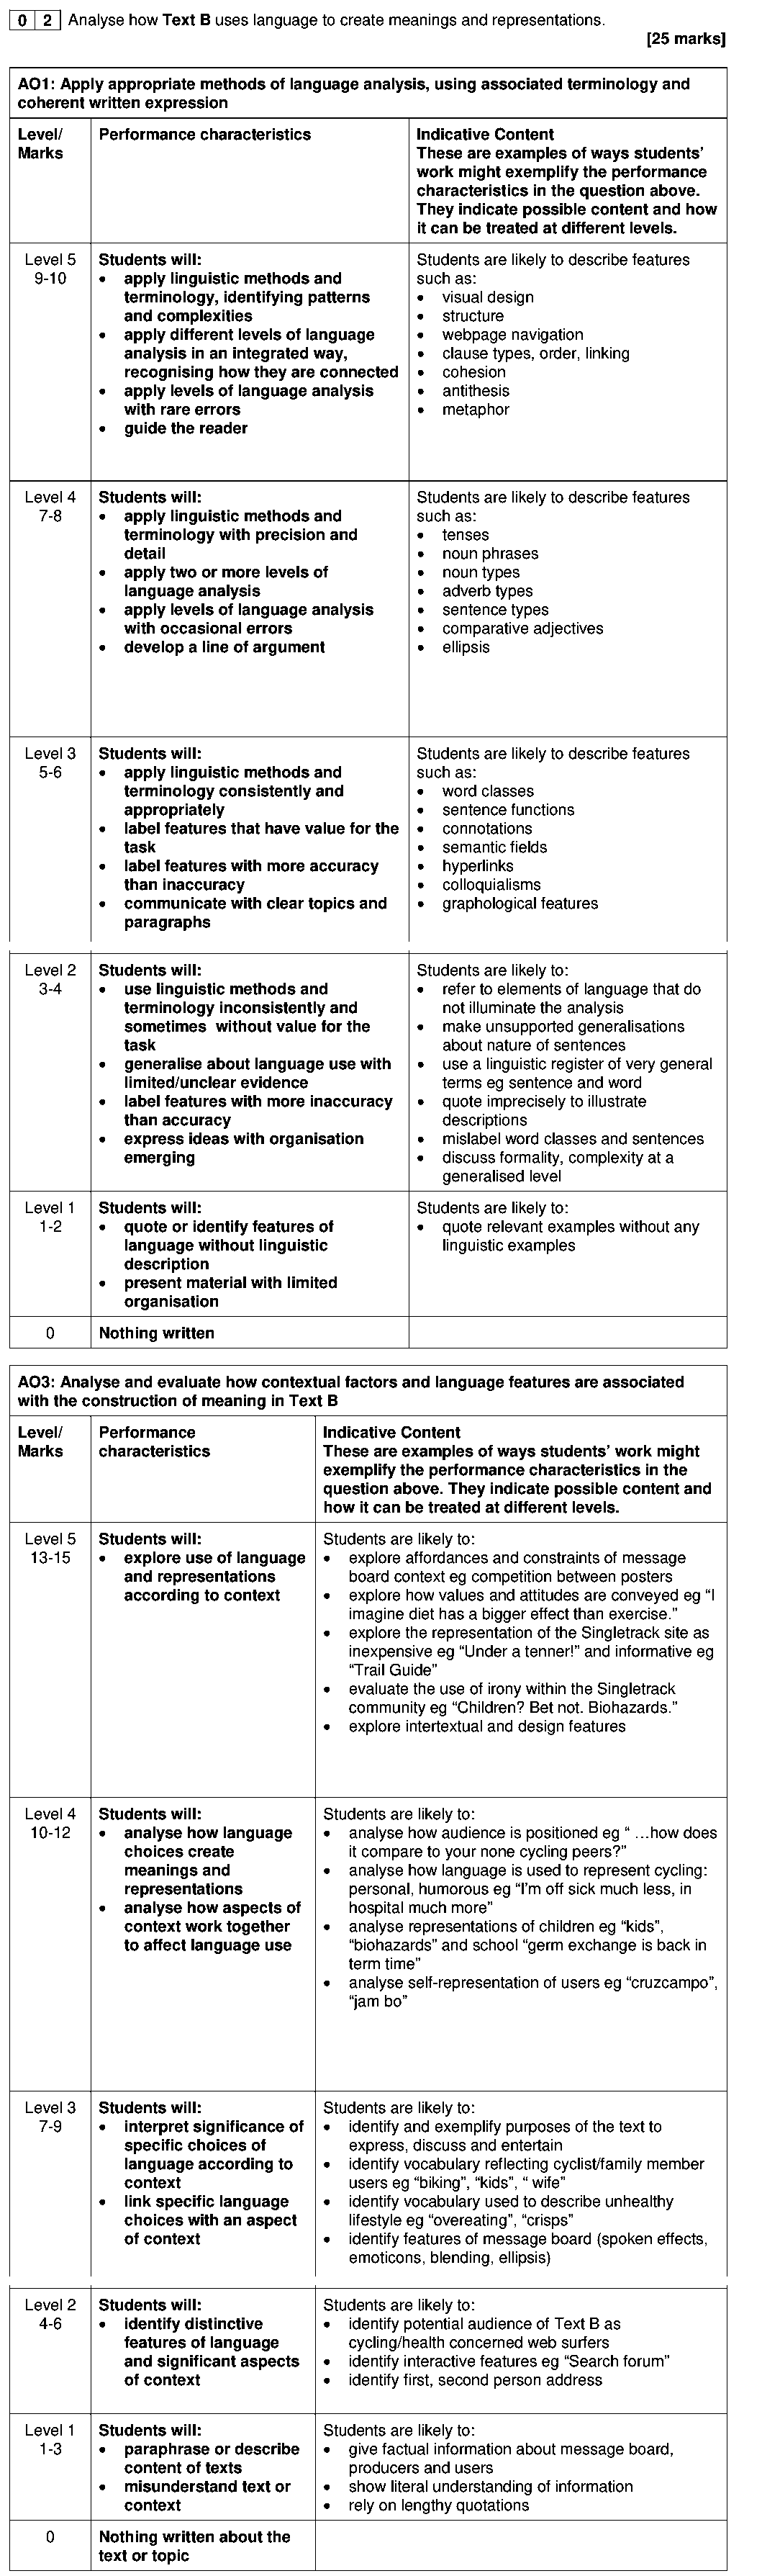 0 2 Analyse how Text B uses language to create meanings and representations.
[25 marks]
AO1: Apply appropriate methods of language analysis, using associated terminology and
coherent written expression
Level/
Marks
Performance characteristics
Indicative Content
These are examples of ways students'
work might exemplify the performance
characteristics in the question above.
They indicate possible content and how
it can be treated at different levels.
Level 5
9-10
Students will:
• apply linguistic methods and
terminology, identifying patterns
and complexities
• apply different levels of language
analysis in an integrated way,
recognising how they are connected
• apply levels of language analysis
with rare errors
• guide the reader
Students are likely to describe features
such as:
• visual design
• structure
• webpage navigation
• clause types, order, linking
• cohesion
• antithesis
• metaphor
Level 4
7-8
Students will:
• apply linguistic methods and
terminology with precision and
detail
• apply two or more levels of
language analysis
• apply levels of language analysis
with occasional errors
• develop a line of argument
Students are likely to describe features
such as:
• tenses
• noun phrases
• noun types
• adverb types
• sentence types
• comparative adjectives
• ellipsis
Level 3
5-6
Students will:
• apply linguistic methods and
terminology consistently and
appropriately
• label features that have value for the
task
• label features with more accuracy
than inaccuracy
• communicate with clear topics and
paragraphs
Students are likely to describe features
such as:
• word classes
• sentence functions
• connotations
• semantic fields
• hyperlinks
• colloquialisms
• graphological features
Level 2
3-4
Students will:
• use linguistic methods and
terminology inconsistently and
sometimes without value for the
task
• generalise about language use with
limited/unclear evidence
• label features with more inaccuracy
than accuracy
• express ideas with organisation
emerging
Students are likely to:
• refer to elements of language that do
not illuminate the analysis
• make unsupported generalisations
about nature of sentences
• use a linguistic register of very general
terms eg sentence and word
• quote imprecisely to illustrate
descriptions
• mislabel word classes and sentences
• discuss formality, complexity at a
generalised level
Level 1
1-2
Students will:
• quote or identify features of
language without linguistic
description
• present material with limited
organisation
Students are likely to:
• quote relevant examples without any
linguistic examples
0
Nothing written
AO3: Analyse and evaluate how contextual factors and language features are associated
with the construction of meaning in Text B
Level/
Marks
Performance
characteristics
Indicative Content
These are examples of ways students' work might
exemplify the performance characteristics in the
question above. They indicate possible content and
how it can be treated at different levels.
Level 5
13-15
Students will:
• explore use of language
and representations
according to context
Students are likely to:
• explore affordances and constraints of message
board context eg competition between posters
• explore how values and attitudes are conveyed eg “I
imagine diet has a bigger effect than exercise.”
• explore the representation of the Singletrack site as
inexpensive eg “Under a tenner!” and informative eg
“Trail Guide”
• evaluate the use of irony within the Singletrack
community eg “Children? Bet not. Biohazards.”
• explore intertextual and design features
Level 4
10-12
Students will:
• analyse how language
choices create
meanings and
representations
• analyse how aspects of
context work together
to affect language use
Students are likely to:
• analyse how audience is positioned eg “ ...how does
it compare to your none cycling peers?”
• analyse how language is used to represent cycling:
personal, humorous eg “I'm off sick much less, in
hospital much more”
• analyse representations of children eg “kids”,
“biohazards” and school “germ exchange is back in
term time”
• analyse self-representation of users eg “cruzcampo”,
“jam bo”
Level 3
7-9
Students will:
• interpret significance of
specific choices of
language according to
context
• link specific language
choices with an aspect
of context
Students are likely to:
• identify and exemplify purposes of the text to
express, discuss and entertain
• identify vocabulary reflecting cyclist/family member
users eg “biking”, “kids”, “ wife”
• identify vocabulary used to describe unhealthy
lifestyle eg “overeating”, “crisps”
• identify features of message board (spoken effects,
emoticons, blending, ellipsis)
Level 2
4-6
Students will:
• identify distinctive
features of language
and significant aspects
of context
Students are likely to:
• identify potential audience of Text B as
cycling/health concerned web surfers
• identify interactive features eg “Search forum”
• identify first, second person address
Level 1
1-3
Students will:
• paraphrase or describe
content of texts
• misunderstand text or
context
Students are likely to:
• give factual information about message board,
producers and users
• show literal understanding of information
• rely on lengthy quotations
0
Nothing written about the
text or topic